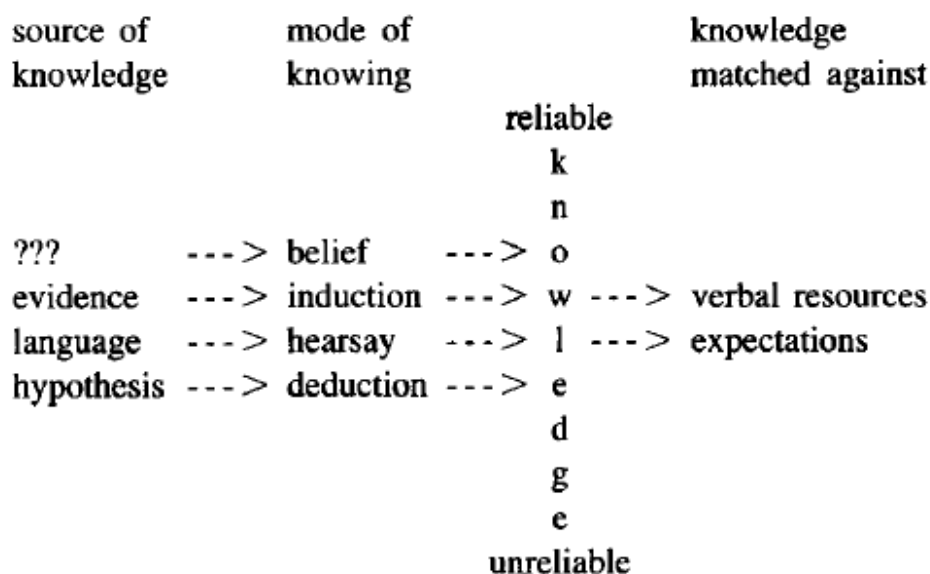 source of mode of knowledge
knowledge knowing matched against
reliable
k
n
??? ---> belief ---> o
evidence ---> induction ---> w ---> verbal resources
language ---> hearsay ---> l ---> expectations
hypothesis ---> deduction ---> e
d
g
e
unreliable